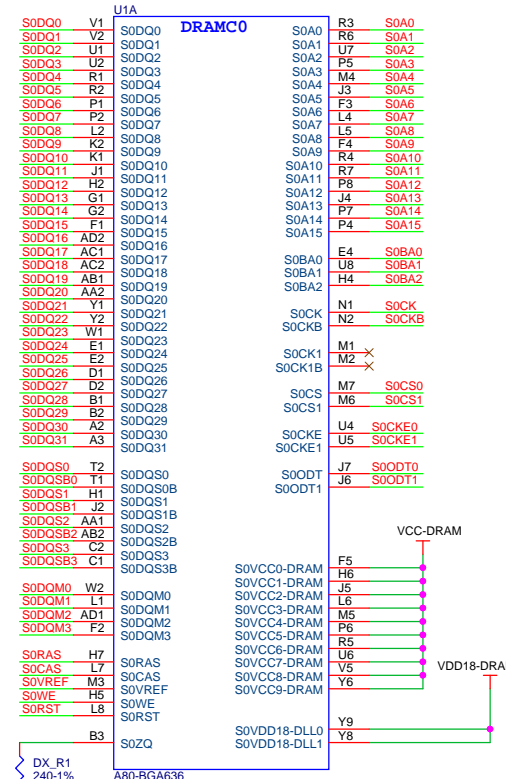 U1A
DRAMC0
S0DQ0 V1 S0DQ0 S0A0 R3 S0A0
S0DQ1 V2 S0DQ1 S0A1 R6 S0A1
S0DQ2 U1 S0DQ2 S0A2 U7 S0A2
S0DQ3 U2 S0DQ3 S0A3 P5 S0A3
S0DQ4 R1 S0DQ4 S0A4 M4 S0A4
S0DQ5 R2 S0DQ5 S0A5 J3 S0A5
S0DQ6 P1 S0DQ6 S0A6 F3 S0A6
S0DQ7 P2 S0DQ7 S0A7 L4 S0A7
S0DQ8 L2 S0DQ8 S0A8 L5 S0A8
S0DQ9 K2 S0DQ9 S0A9 F4 S0A9
S0DQ10 K1 S0DQ10 S0A10 R4 S0A10
S0DQ11 J1 S0DQ11 S0A11 R7 S0A11
S0DQ12 H2 S0DQ12 S0A12 P8 S0A12
S0DQ13 G1 S0DQ13 S0A13 J4 S0A13
S0DQ14 G2 S0DQ14 S0A14 P7 S0A14
S0DQ15 F1 S0DQ15 S0A15 P4 S0A15
S0DQ16 AD2 S0DQ16
S0DQ17 AC1 S0DQ17 S0BA0 E4 S0BA0
S0DQ18 AC2 S0DQ18 S0BA1 U8 S0BA1
S0DQ19 AB1 S0DQ19 S0BA2 H4 S0BA2
S0DQ20 AA2 S0DQ20
S0DQ21 Y1 S0DQ21 S0CK N1 S0CK
S0DQ22 Y2 S0DQ22 S0CKB N2 S0CKB
S0DQ23 W1 S0DQ23
S0DQ24 E1 S0DQ24 S0CK1 M1
S0DQ25 E2 S0DQ25 S0CK1B M2
S0DQ26 D1 S0DQ26
S0DQ27 D2 S0DQ27 S0CS M7 S0CS0
S0DQ28 B1 S0DQ28 S0CS1 M6 S0CS1
S0DQ29 B2 S0DQ29
S0DQ30 A2 S0DQ30 S0CKE U4 S0CKE0
S0DQ31 A3 S0DQ31 S0CKE1 U5 S0CKE1
S0DQS0 T2 S0DQS0 S0ODT J7 S0ODT0
S0DQSB0 T1 S0DQS0B S0ODT1 J6 S0ODT1
S0DQS1 H1 S0DQS1
S0DQSB1 J2 S0DQS1B
S0DQS2 AA1 S0DQS2
S0DQSB2 AB2 S0DQS2B
S0DQS3 C2 S0DQS3
S0DQSB3 C1 S0DQS3B
VCC-DRAM
S0VCC0-DRAM F5
S0VCC1-DRAM H6
S0DQM0 W2 S0DQM0 S0VCC2-DRAM J5
S0DQM1 L1 S0DQM1 S0VCC3-DRAM L6
S0DQM2 AD1 S0DQM2 S0VCC4-DRAM M5
S0DQM3 F2 S0DQM3 S0VCC5-DRAM P6
S0VCC6-DRAM R5
S0RAS H7 S0RAS S0VCC7-DRAM U6
S0CAS L7 S0CAS S0VCC8-DRAM V5
S0VREF M3 S0VREF S0VCC9-DRAM Y6
S0WE H5 S0WE
S0RST L8 S0RST
VDD18-DRA
S0VDD18-DLL0 Y9
B3 S0ZQ S0VDD18-DLL1 Y8
DX_R1
240-1%
A80-BGA636